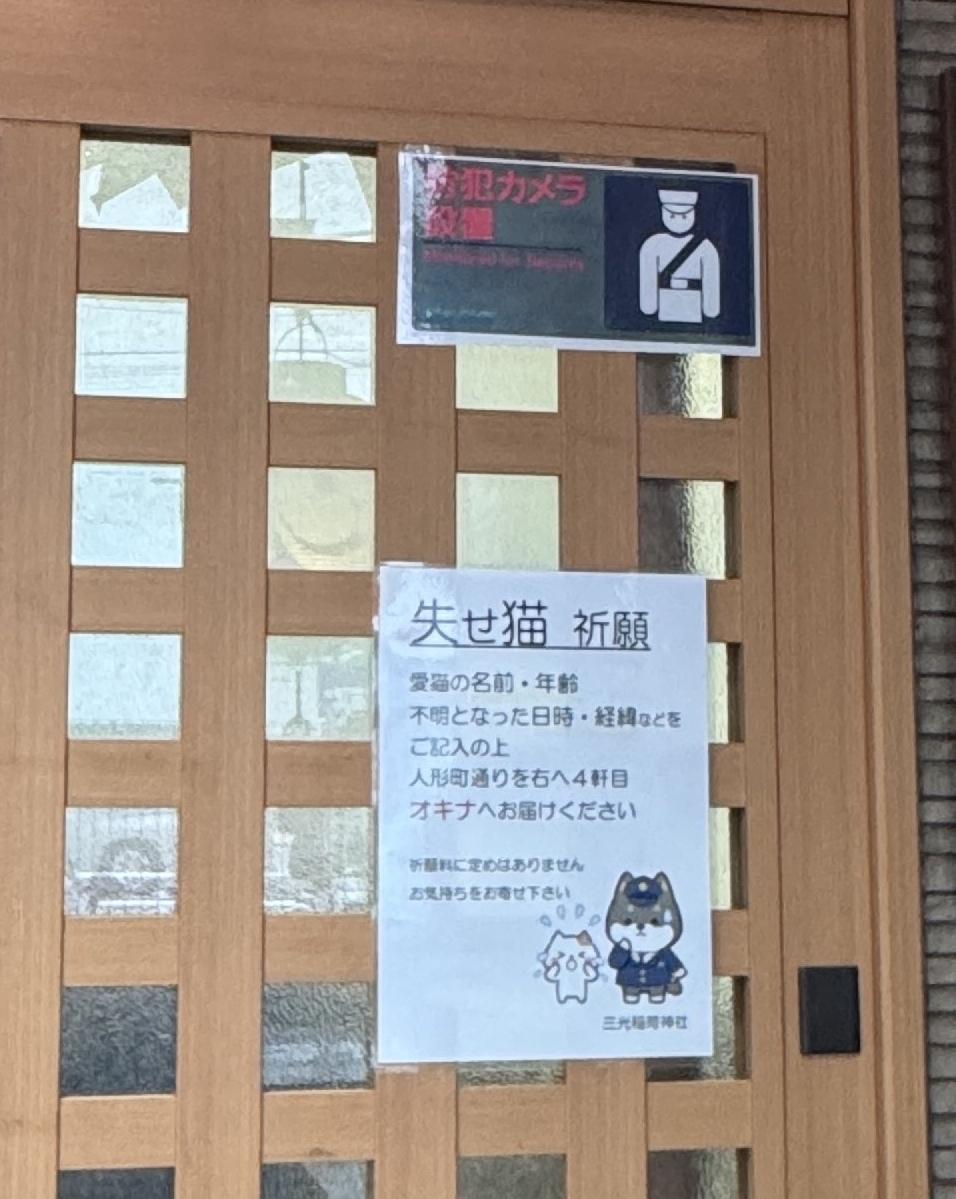 防犯カメラ
設置
失せ猫 祈願
愛猫の名前・年齢
不明となった日時・経緯などを
ご記入の上
人形町通りを右へ4軒目
オキナへお届けください
祈願料に定めはありません
お気持ちをお寄せ下さい
三光稲荷神社